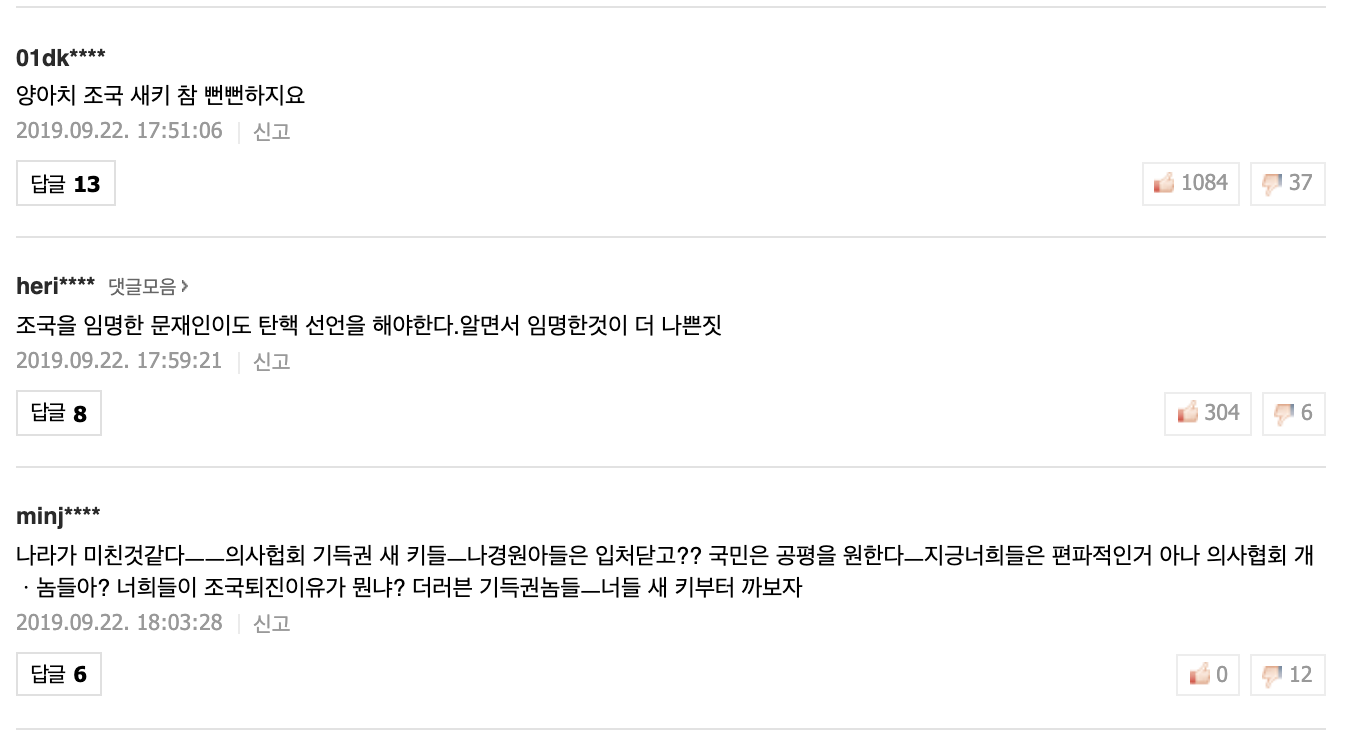 01dk****
양아치 조국 새키 참 뻔뻔하지요
2019.09.22. 17:51:06 | 신고
답글 13
1084 37
heri**** 댓글모음 >
조국을 임명한 문재인이도 탄핵 선언을 해야한다.알면서 임명한것이 더 나쁜짓
2019.09.22. 17:59:21 | 신고
답글 8
304 6
minj****
나라가 미친것같다ㅡㅡ의사헙회 기득권 새 키들ㅡ나경원아들은 입처닫고?? 국민은 공평을 원한다ㅡ지긍너희들은 편파적인거 아나 의사협회 개
ㆍ놈들아? 너희들이 조국퇴진이유가 뭔냐? 더러븐 기득권놈들ㅡ너들 새 키부터 까보자
2019.09.22. 18:03:28 | 신고
답글 6
0 12